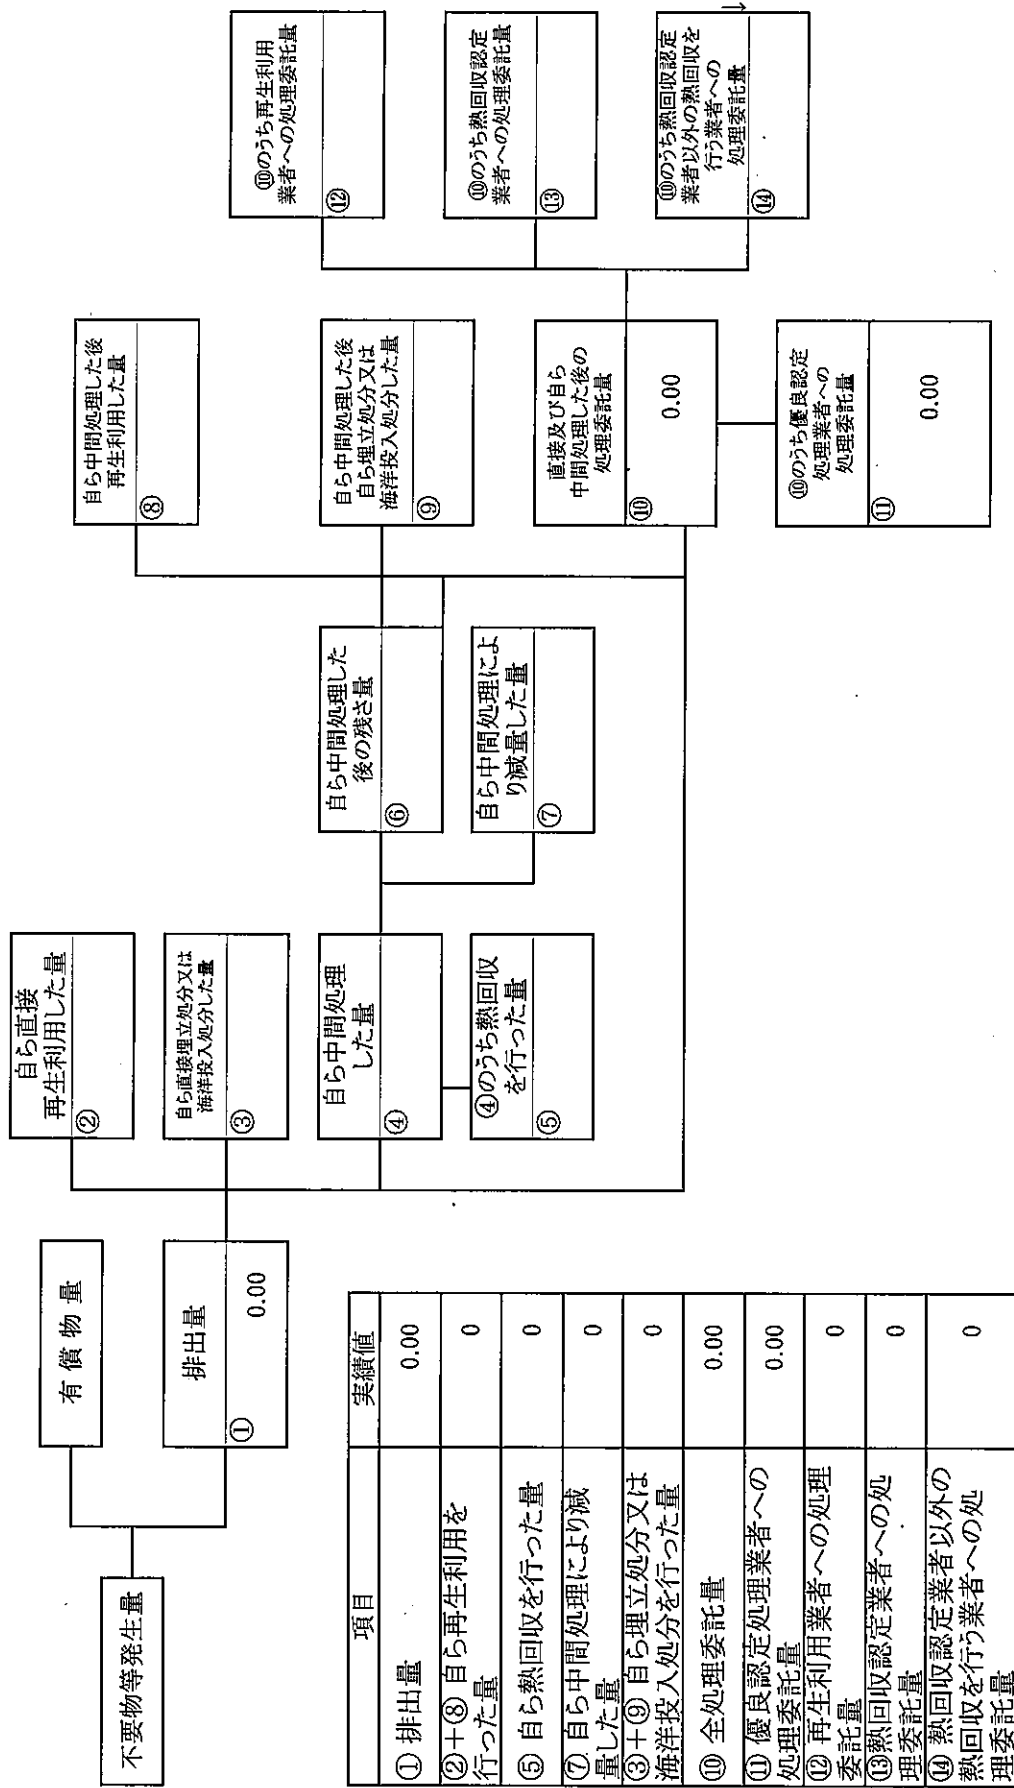 不要物等発生量
有償物量
排出量
①
0.00
自ら直接
再生利用した量
②
自ら直接埋立処分又は
海洋投入処分した量
③
自ら中間処理
した量
④
④のうち熱回収
を行った量
⑤
自ら中間処理した
後の残さ量
⑥
自ら中間処理によ
り減量した量
⑦
自ら中間処理した後
再生利用した量
⑧
自ら中間処理した後
自ら埋立処分又は
海洋投入処分した量
⑨
直接及び自ら
中間処理した後の
処理委託量
⑩
0.00
⑩のうち優良認定
処理業者への
処理委託量
⑪
0.00
⑩のうち再生利用
業者への処理委託量
⑫
⑩のうち熱回収認定
業者への処理委託量
⑬
⑩のうち熱回収認定
業者以外の熱回収を
行う業者への
処理委託量
⑭
↓
項目 実績値
① 排出量 0.00
②+⑧ 自ら再生利用を
行った量 0
⑤ 自ら熱回収を行った量 0
⑦ 自ら中間処理により減
量した量 0
③+⑨ 自ら埋立処分又は
海洋投入処分を行った量 0
⑩ 全処理委託量 0.00
⑪ 優良認定処理業者への
処理委託量 0.00
⑫ 再生利用業者への処理
委託量 0
⑬熱回収認定業者への処
理委託量 0
⑭ 熱回収認定業者以外の
熱回収を行う業者への処
理委託量 0